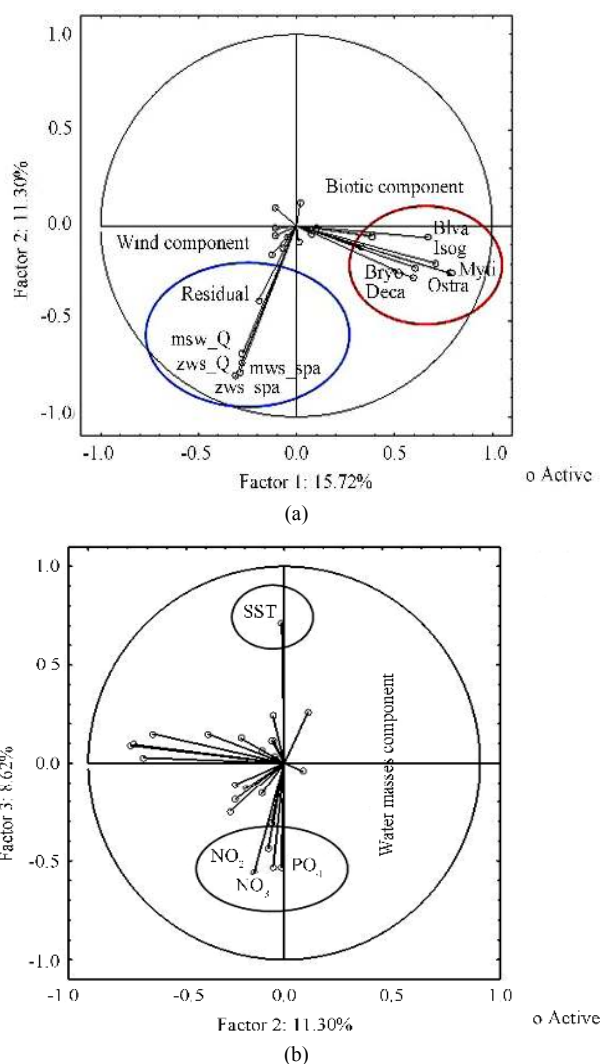 1.0
0.5
0.0
-0.5
-1.0
Factor 2: 11.30%
Biotic component
Wind component
Blva
Isog
Myti
Bryo
Ostra
Deca
Residual
msw_Q
zws_Q
mws_spa
zws_spa
-1.0 -0.5 0.0 0.5 1.0
Factor 1: 15.72%
o Active
(a)
1.0
0.5
0.0
-0.5
-1.0
Factor 3: 8.62%
SST
Water masses component
NO2
NO3
PO4
-1.0 -0.5 0.0 0.5 1.0
Factor 2: 11.30%
o Active
(b)